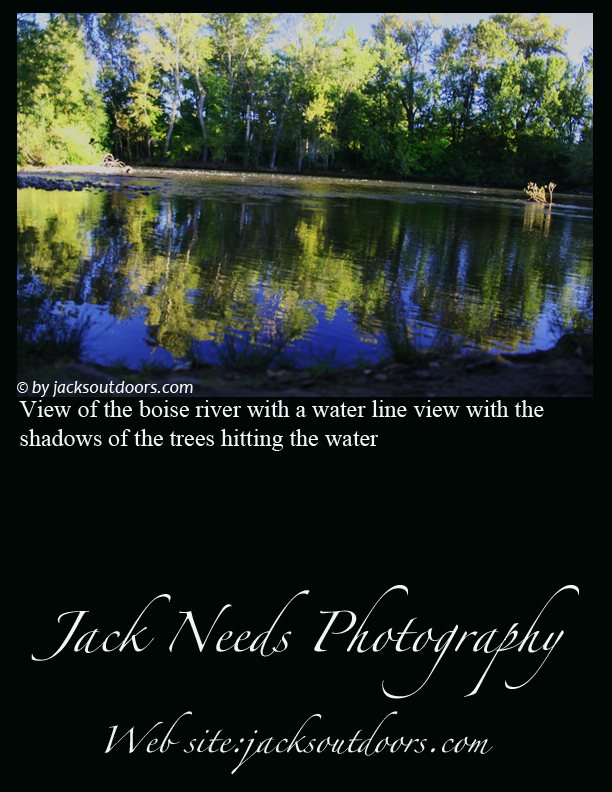 © by jacksoutdoors.com
View of the boise river with a water line view with the
shadows of the trees hitting the water
Jack Needs Photography
Web site:jacksoutdoors.com